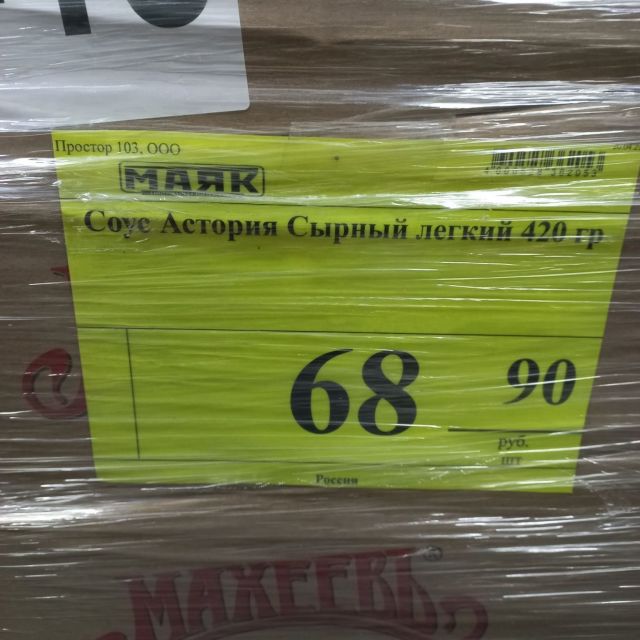 Простор 103, ООО
МАЯК
Соус Астория Сырный легкий 420 гр
68 90
руб.
шт
Россия
МАХЕЕВЪ